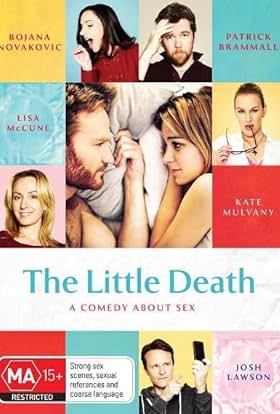 BOJANA
NOVAKOVIC
PATRICK
BRAMMALL
LISA
McCUNE
KATE
MULVANY
The Little Death
A COMEDY ABOUT SEX
MA 15+
RESTRICTED
Strong sex
scenes, sexual
references and
coarse language
JOSH
LAWSON